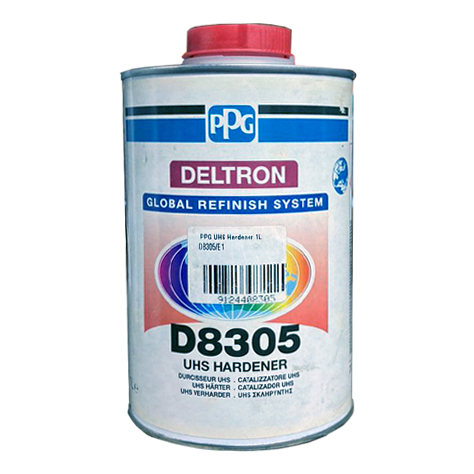 PPG
DELTRON
GLOBAL REFINISH SYSTEM
PPG UHS Hardener 1L
D8305/E1
9124408305
D8305
UHS HARDENER
DURCISSEUR UHS . CATALIZZATORE UHS
UHS HÄRTER . CATALIZADOR UHS
UHS VERHARDER . UHS ΣΚΛΗΡΥΝΤΗΣ